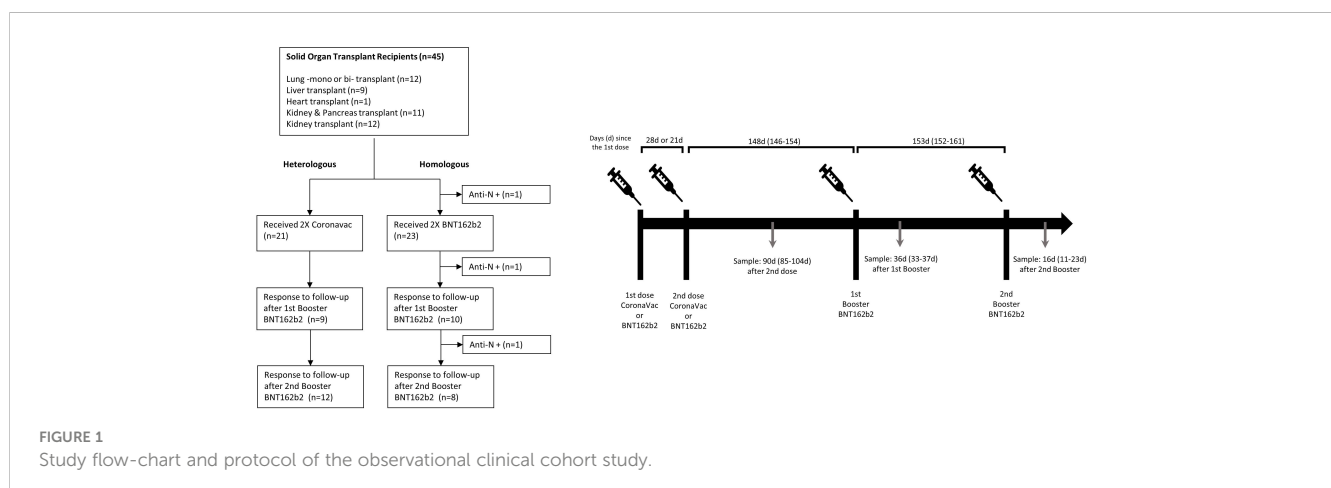 Solid Organ Transplant Recipients (n=45)
Lung -mono or bi- transplant (n=12)
Liver transplant (n=9)
Heart transplant (n=1)
Kidney & Pancreas transplant (n=11)
Kidney transplant (n=12)
Heterologous
Homologous
Anti-N + (n=1)
Received 2X Coronavac
(n=21)
Received 2X BNT162b2
(n=23)
Anti-N + (n=1)
Response to follow-up
after 1st Booster
BNT162b2 (n=9)
Response to follow-up
after 1st Booster
BNT162b2 (n=10)
Anti-N + (n=1)
Response to follow-up
after 2nd Booster
BNT162b2 (n=12)
Response to follow-up
after 2nd Booster
BNT162b2 (n=8)
Days (d) since
the 1st dose
28d or 21d
148d (146-154)
153d (152-161)
Sample: 90d (85-104d)
after 2nd dose
Sample: 36d (33-37d)
after 1st Booster
Sample: 16d (11-23d)
after 2nd Booster
1st dose
CoronaVac
or
BNT162b2
2nd dose
CoronaVac
or
BNT162b2
1st
Booster
BNT162b2
2nd
Booster
BNT162b2
FIGURE 1
Study flow-chart and protocol of the observational clinical cohort study.